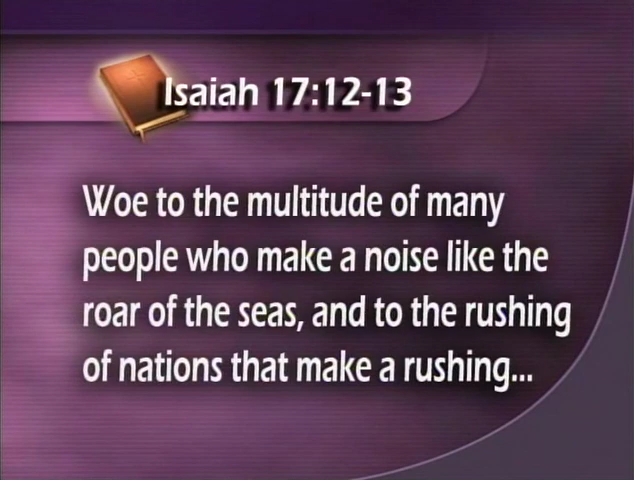 Isaiah 17:12-13
Woe to the multitude of many
people who make a noise like the
roar of the seas, and to the rushing
of nations that make a rushing...